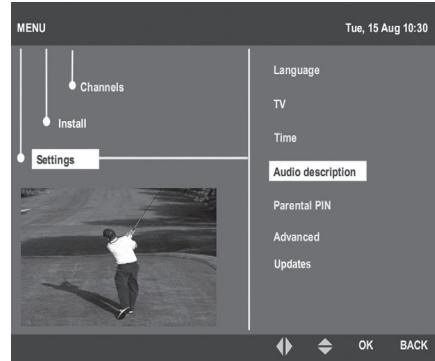 MENU
Tue, 15 Aug 10:30
Channels
Install
Settings
Language
TV
Time
Audio description
Parental PIN
Advanced
Updates
OK
BACK